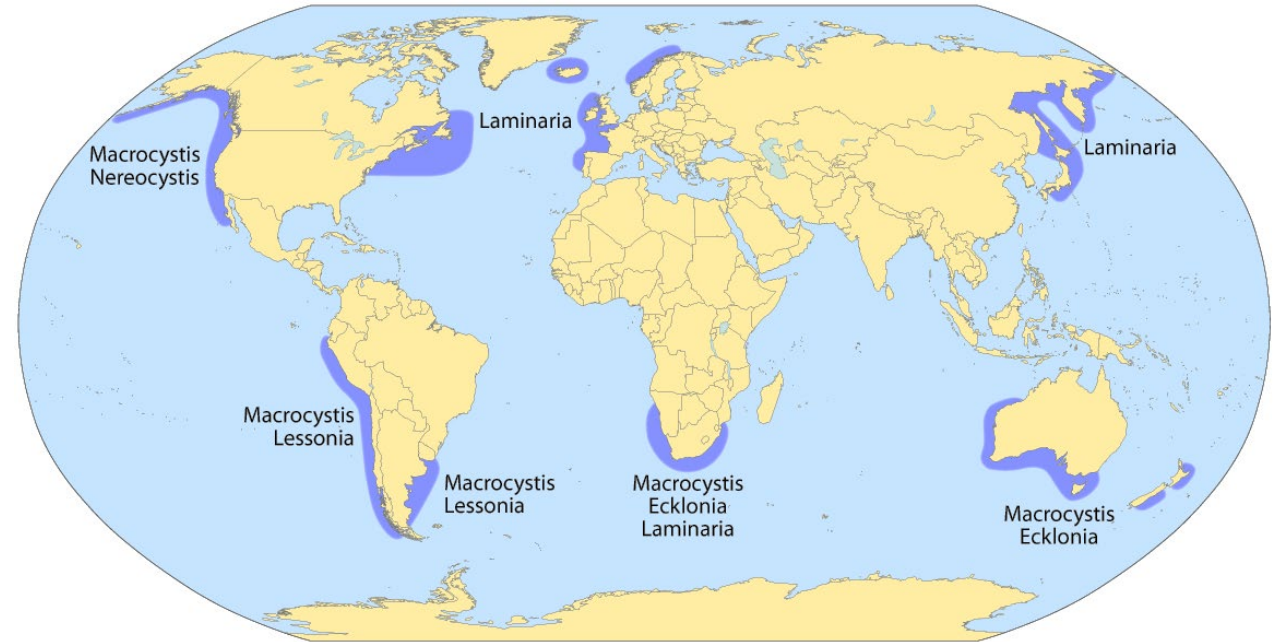 Laminaria
Macrocystis
Nereocystis
Laminaria
Macrocystis
Lessonia
Macrocystis
Lessonia
Macrocystis
Ecklonia
Laminaria
Macrocystis
Ecklonia